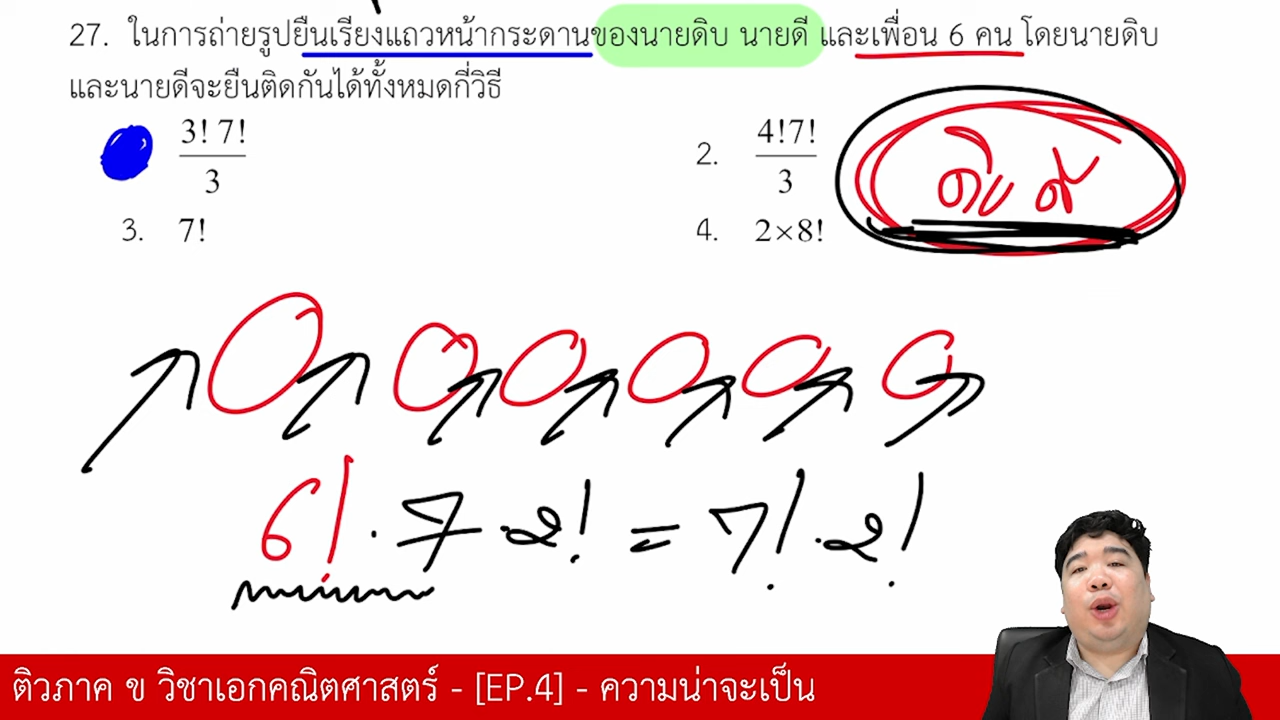 27. ในการถ่ายรูปยืนเรียงแถวหน้ากระดานของนายดิบ นายดี และเพื่อน 6 คน โดยนายดิบ
และนายดีจะยืนติดกันได้ทั้งหมดกี่วิธี
3! 7!
3
2. 4!7!
3
3. 7!
4. 2×8!
ดิบ ดี
6! · 7 · 2! = 7! · 2!
ติวภาค ข วิชาเอกคณิตศาสตร์ - [EP.4] - ความน่าจะเป็น